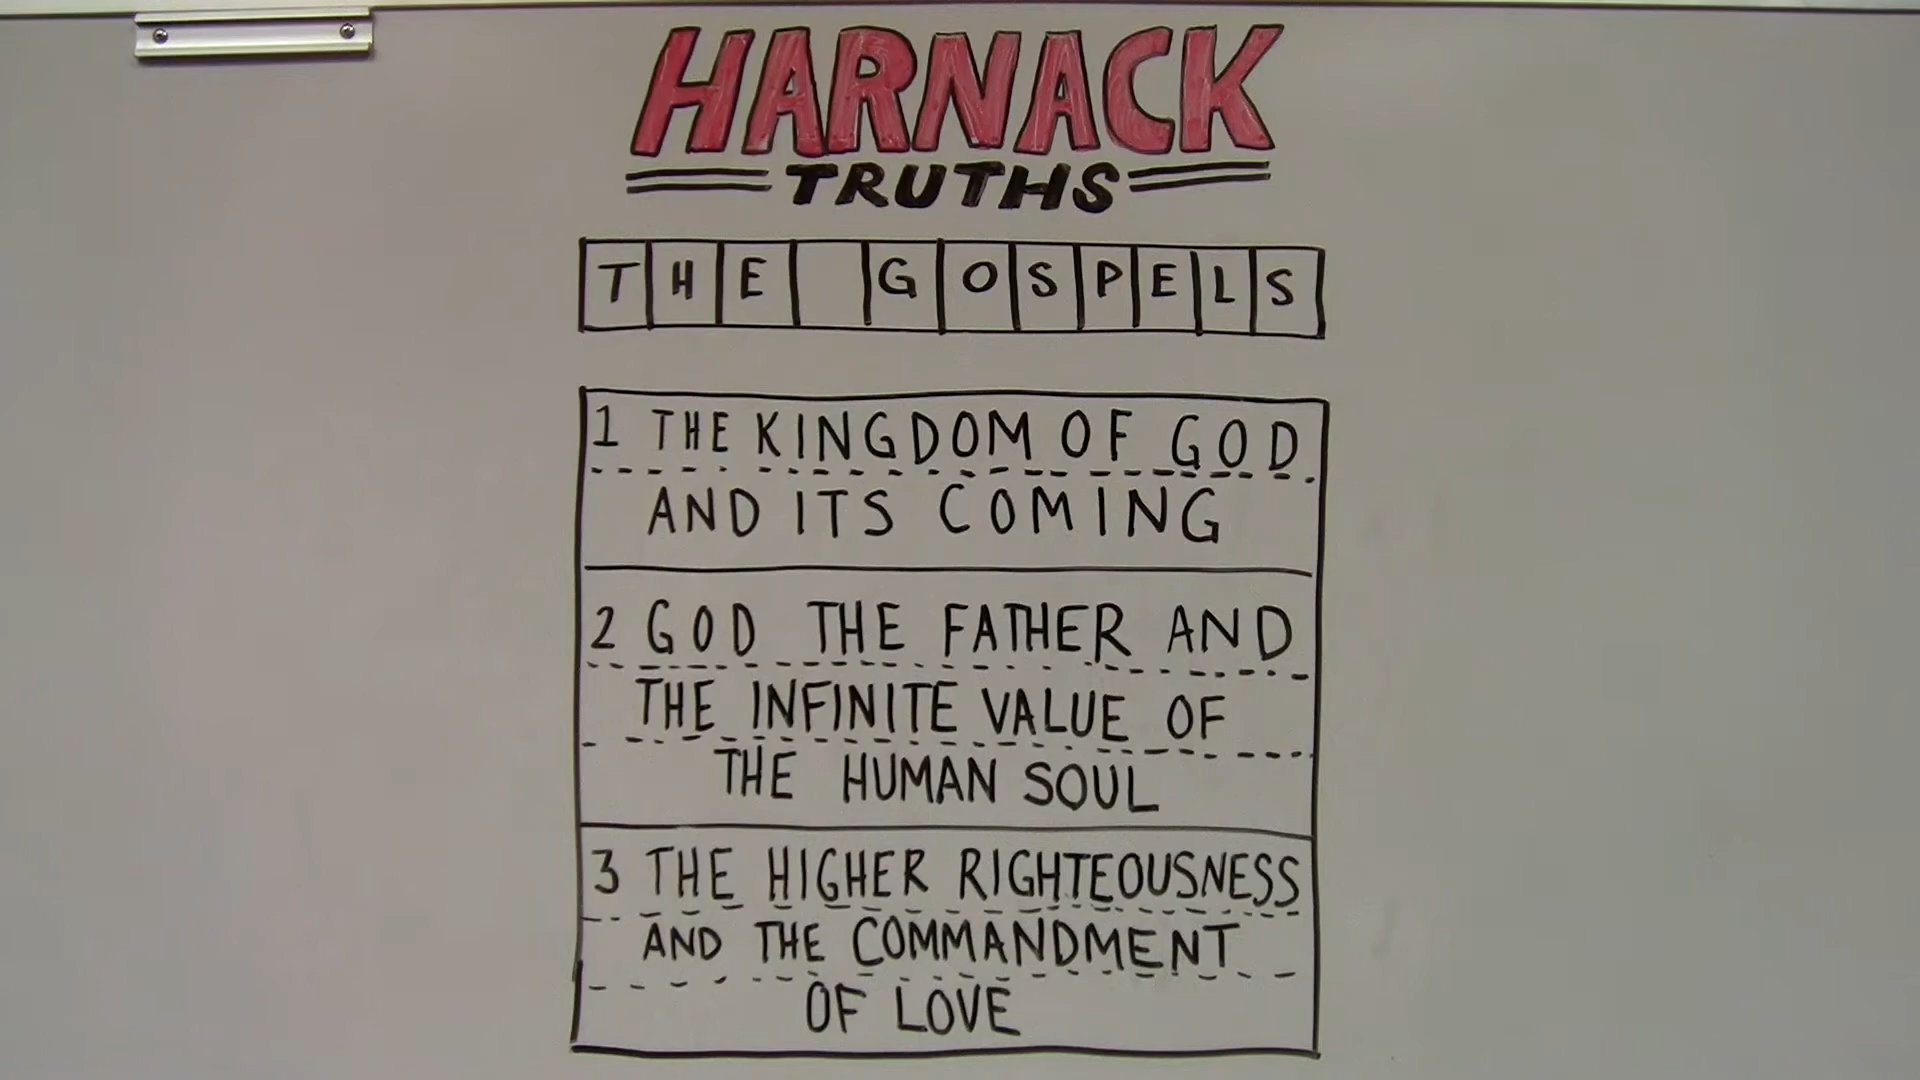 HARNACK
TRUTHS
THE GOSPELS
1 THE KINGDOM OF GOD
AND ITS COMING
2 GOD THE FATHER AND
THE INFINITE VALUE OF
THE HUMAN SOUL
3 THE HIGHER RIGHTEOUSNESS
AND THE COMMANDMENT
OF LOVE